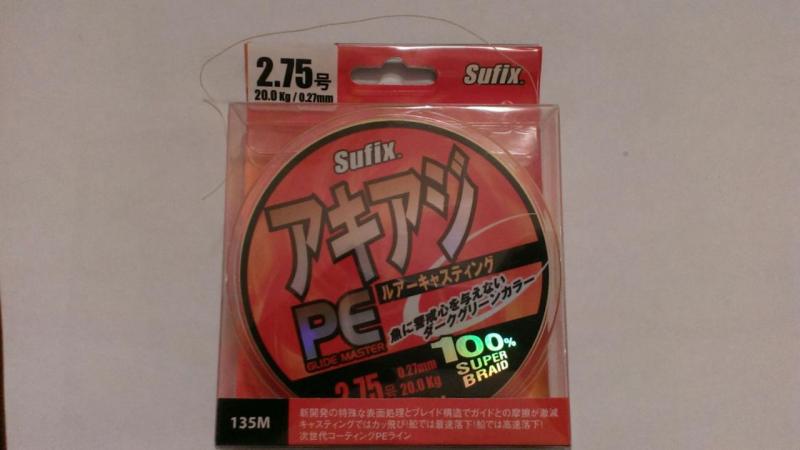 2.75号
20.0 Kg / 0.27mm
Sufix®
Sufix®
アキアジ
PE
ルアーキャスティング
GLIDE MASTER
魚に警戒心を与えない
ダークグリーンカラー
100%
SUPER
BRAID
2.75号
0.27mm
20.0 Kg
135M
新開発の特殊な表面処理とブレイド構造でガイドとの摩擦が激減
キャスティングではカッ飛び!船では最速落下!船では高速落下!
次世代コーティングPEライン